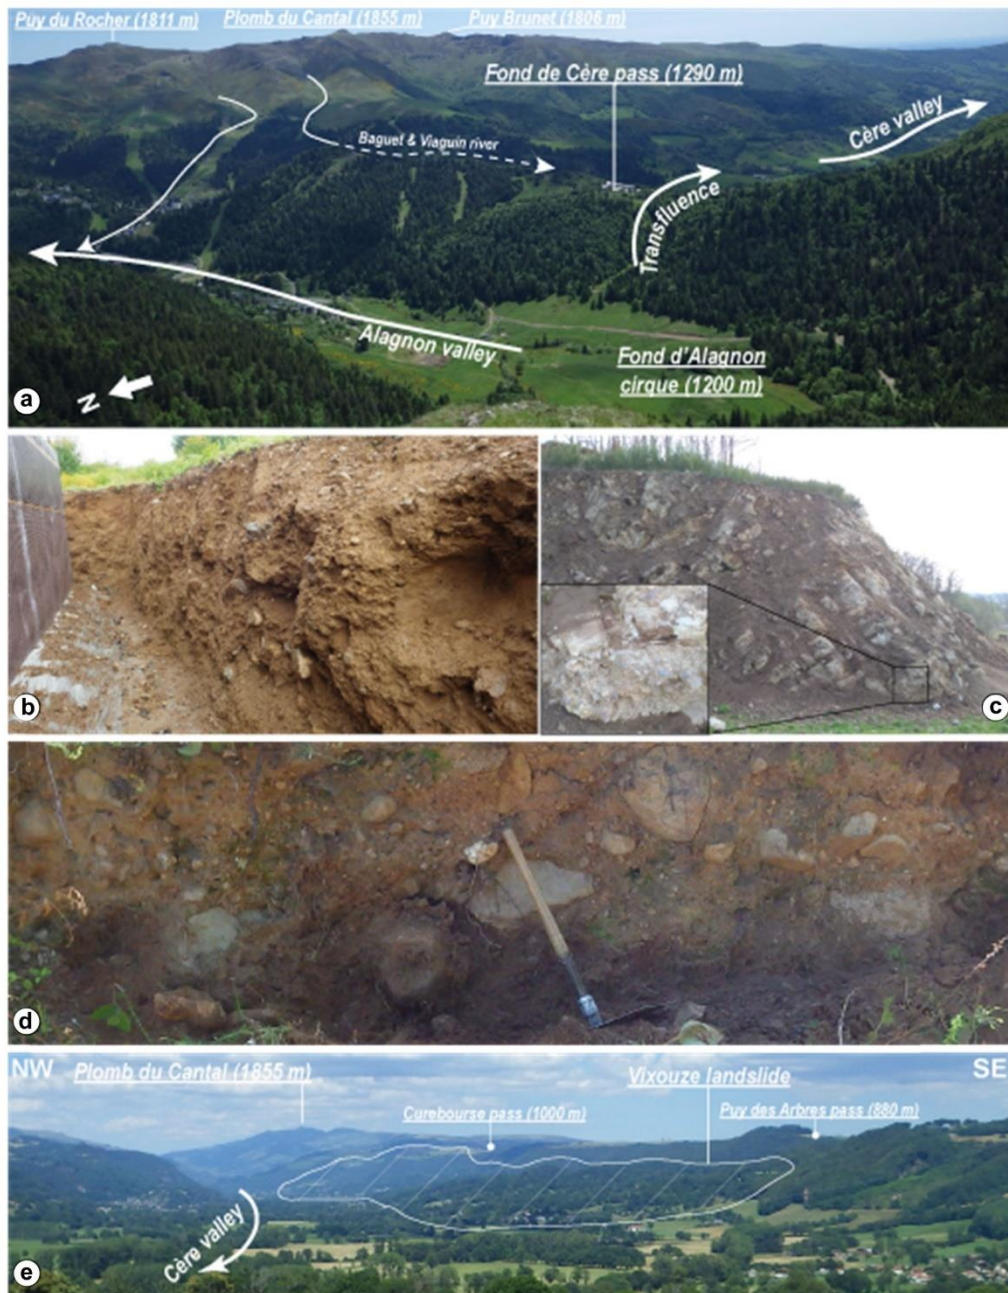 Puy du Rocher (1811 m)
Plomb du Cantal (1855 m)
Puy Brunet (1806 m)
Fond de Cère pass (1290 m)
Cère valley
Baguet & Viaguin river
Transfluence
Alagnon valley
Fond d'Alagnon
cirque (1200 m)
N
a
b
c
d
NW
SE
Plomb du Cantal (1855 m)
Vixouze landslide
Curebourse pass (1000 m)
Puy des Arbres pass (880 m)
Cère valley
e